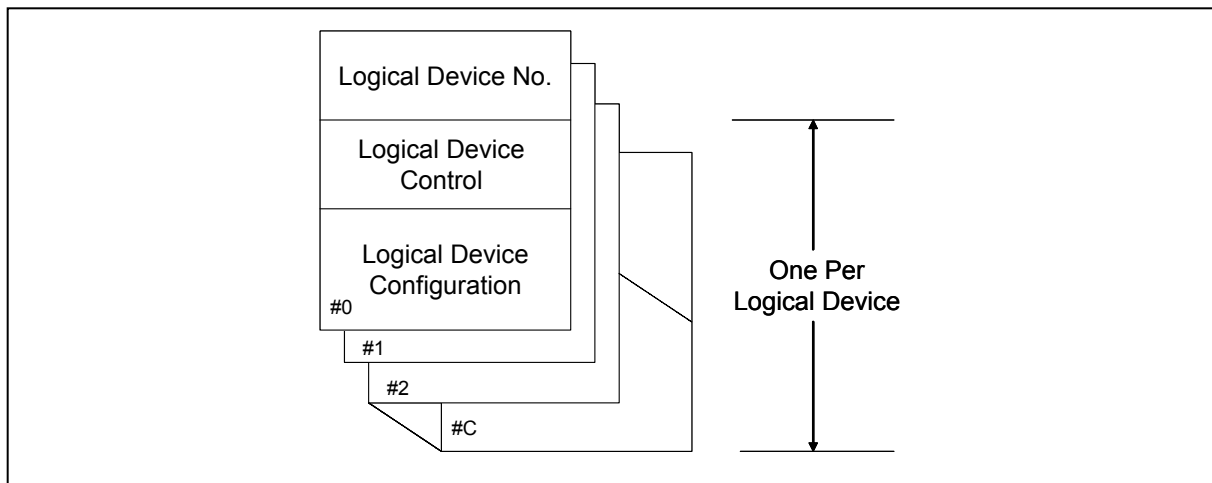 Logical Device No.
Logical Device
Control
Logical Device
Configuration
#0
#1
#2
#C
One Per
Logical Device